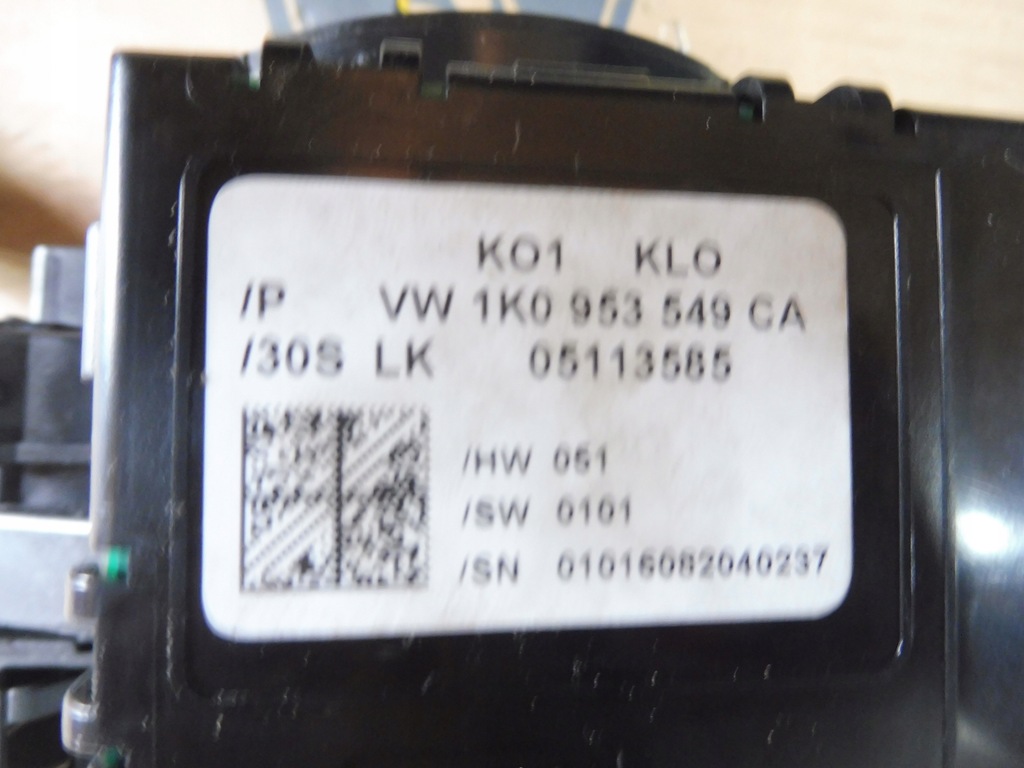 KO1 KLO
/P VW 1K0 953 549 CA
/30S LK 05113585
/HW 051
/SW 0101
/SN 01016082040237